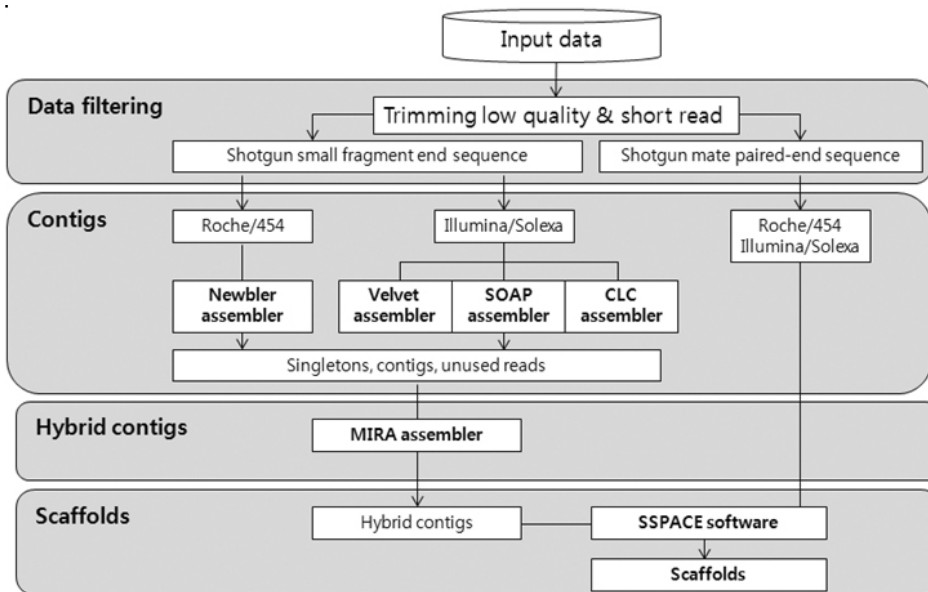 Input data
Data filtering
Trimming low quality & short read
Shotgun small fragment end sequence
Shotgun mate paired-end sequence
Contigs
Roche/454
Illumina/Solexa
Roche/454
Illumina/Solexa
Newbler
assembler
Velvet
assembler
SOAP
assembler
CLC
assembler
Singletons, contigs, unused reads
Hybrid contigs
MIRA assembler
Scaffolds
Hybrid contigs
SSPACE software
Scaffolds